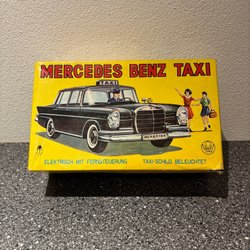 MERCEDES BENZ TAXI
TAXI
ELEKTRISCH MIT FERNSTEUERUNG
TAXI-SCHILD BELEUCHTET